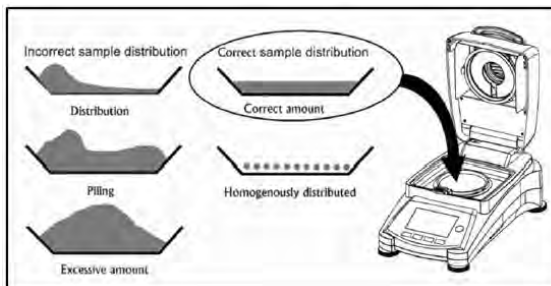 Incorrect sample distribution
Distribution
Piling
Excessive amount
Correct sample distribution
Correct amount
Homogenously distributed